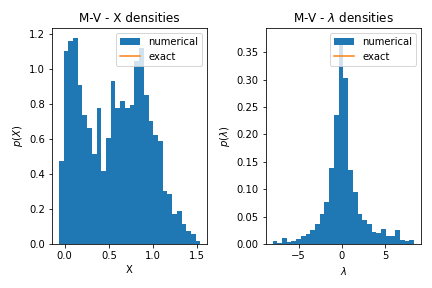 M-V - X densities
numerical
exact
p(X)
1.2
1.0
0.8
0.6
0.4
0.2
0.0
0.0 0.5 1.0 1.5
X
M-V - λ densities
numerical
exact
p(λ)
0.35
0.30
0.25
0.20
0.15
0.10
0.05
0.00
−5 0 5
λ